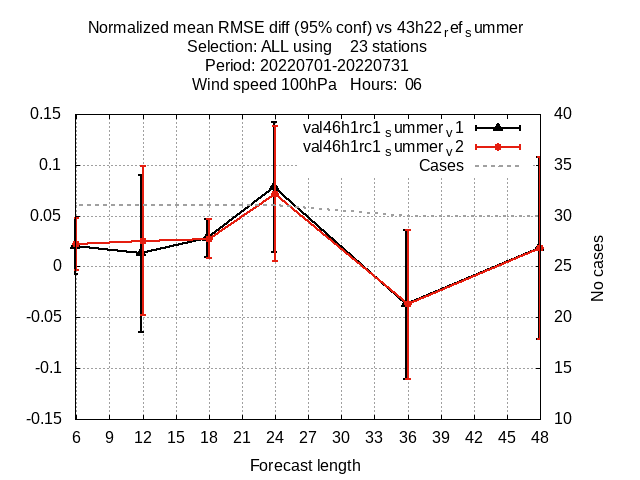 Normalized mean RMSE diff (95% conf) vs 43h22refsummer
Selection: ALL using 23 stations
Period: 20220701-20220731
Wind speed 100hPa Hours: 06
0.15
0.1
0.05
0
-0.05
-0.1
-0.15
40
35
30
25
20
15
10
val46h1rc1summerv1
val46h1rc1summerv2
Cases
No cases
6 9 12 15 18 21 24 27 30 33 36 39 42 45 48
Forecast length